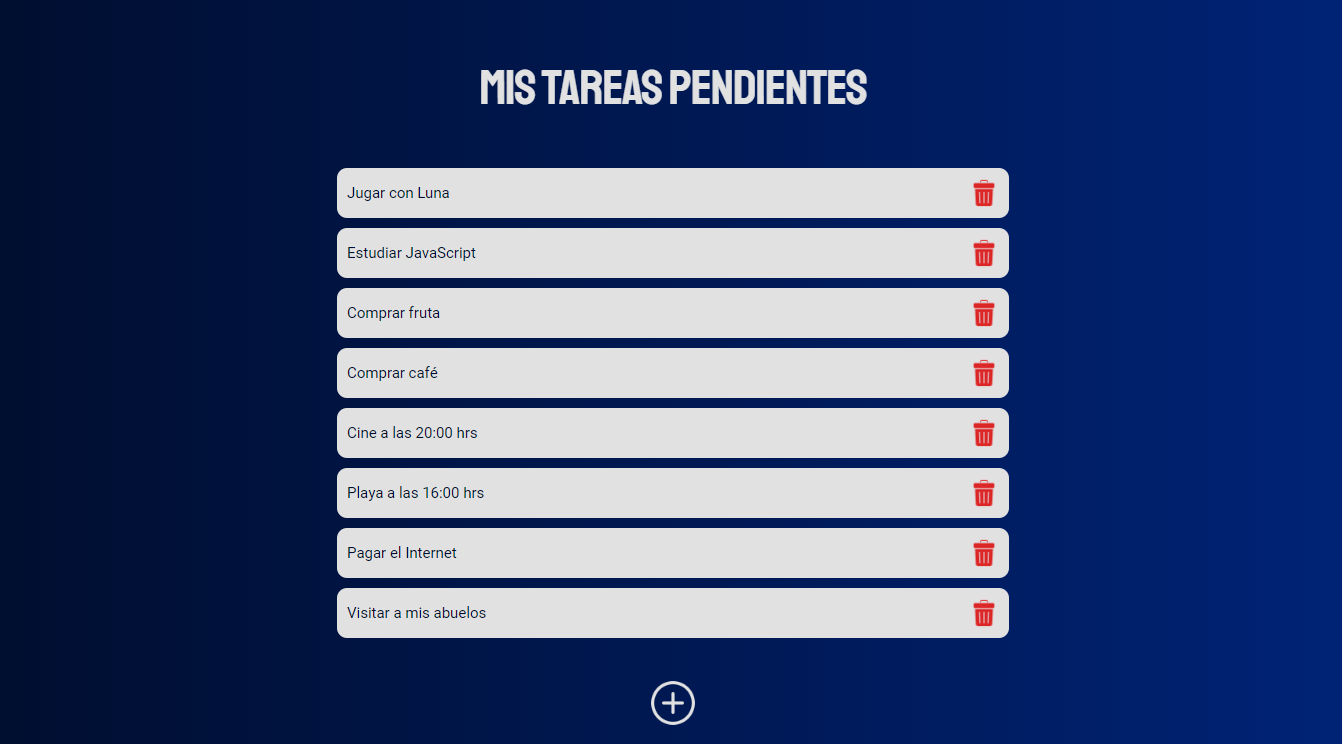 MIS TAREAS PENDIENTES
Jugar con Luna
Estudiar JavaScript
Comprar fruta
Comprar café
Cine a las 20:00 hrs
Playa a las 16:00 hrs
Pagar el Internet
Visitar a mis abuelos